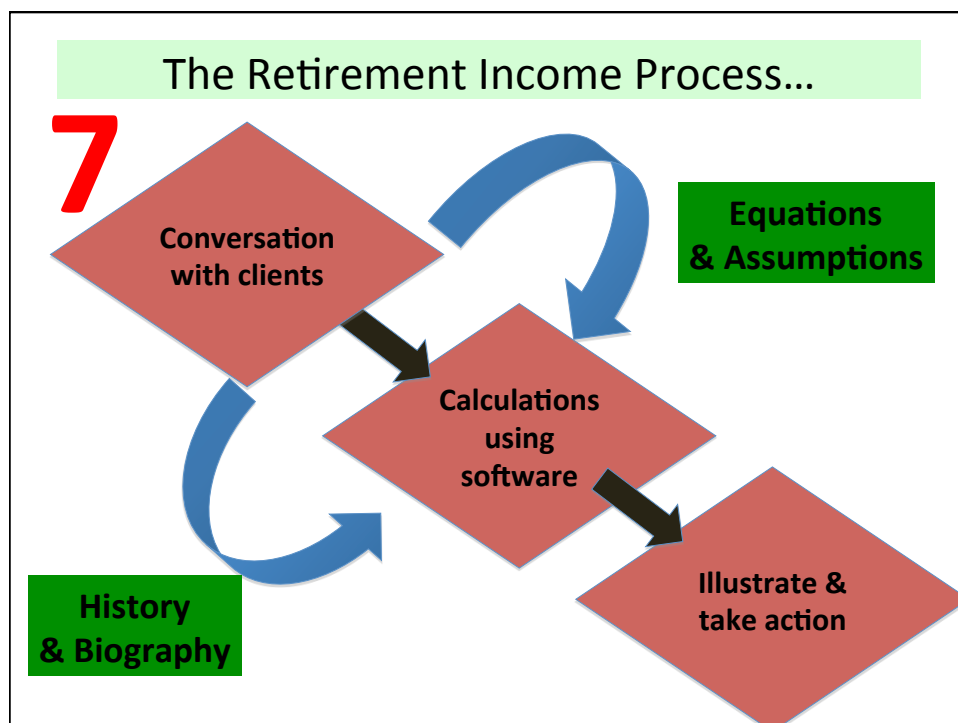 The Retirement Income Process…
7
Conversation
with clients
Equations
& Assumptions
Calculations
using
software
History
& Biography
Illustrate &
take action